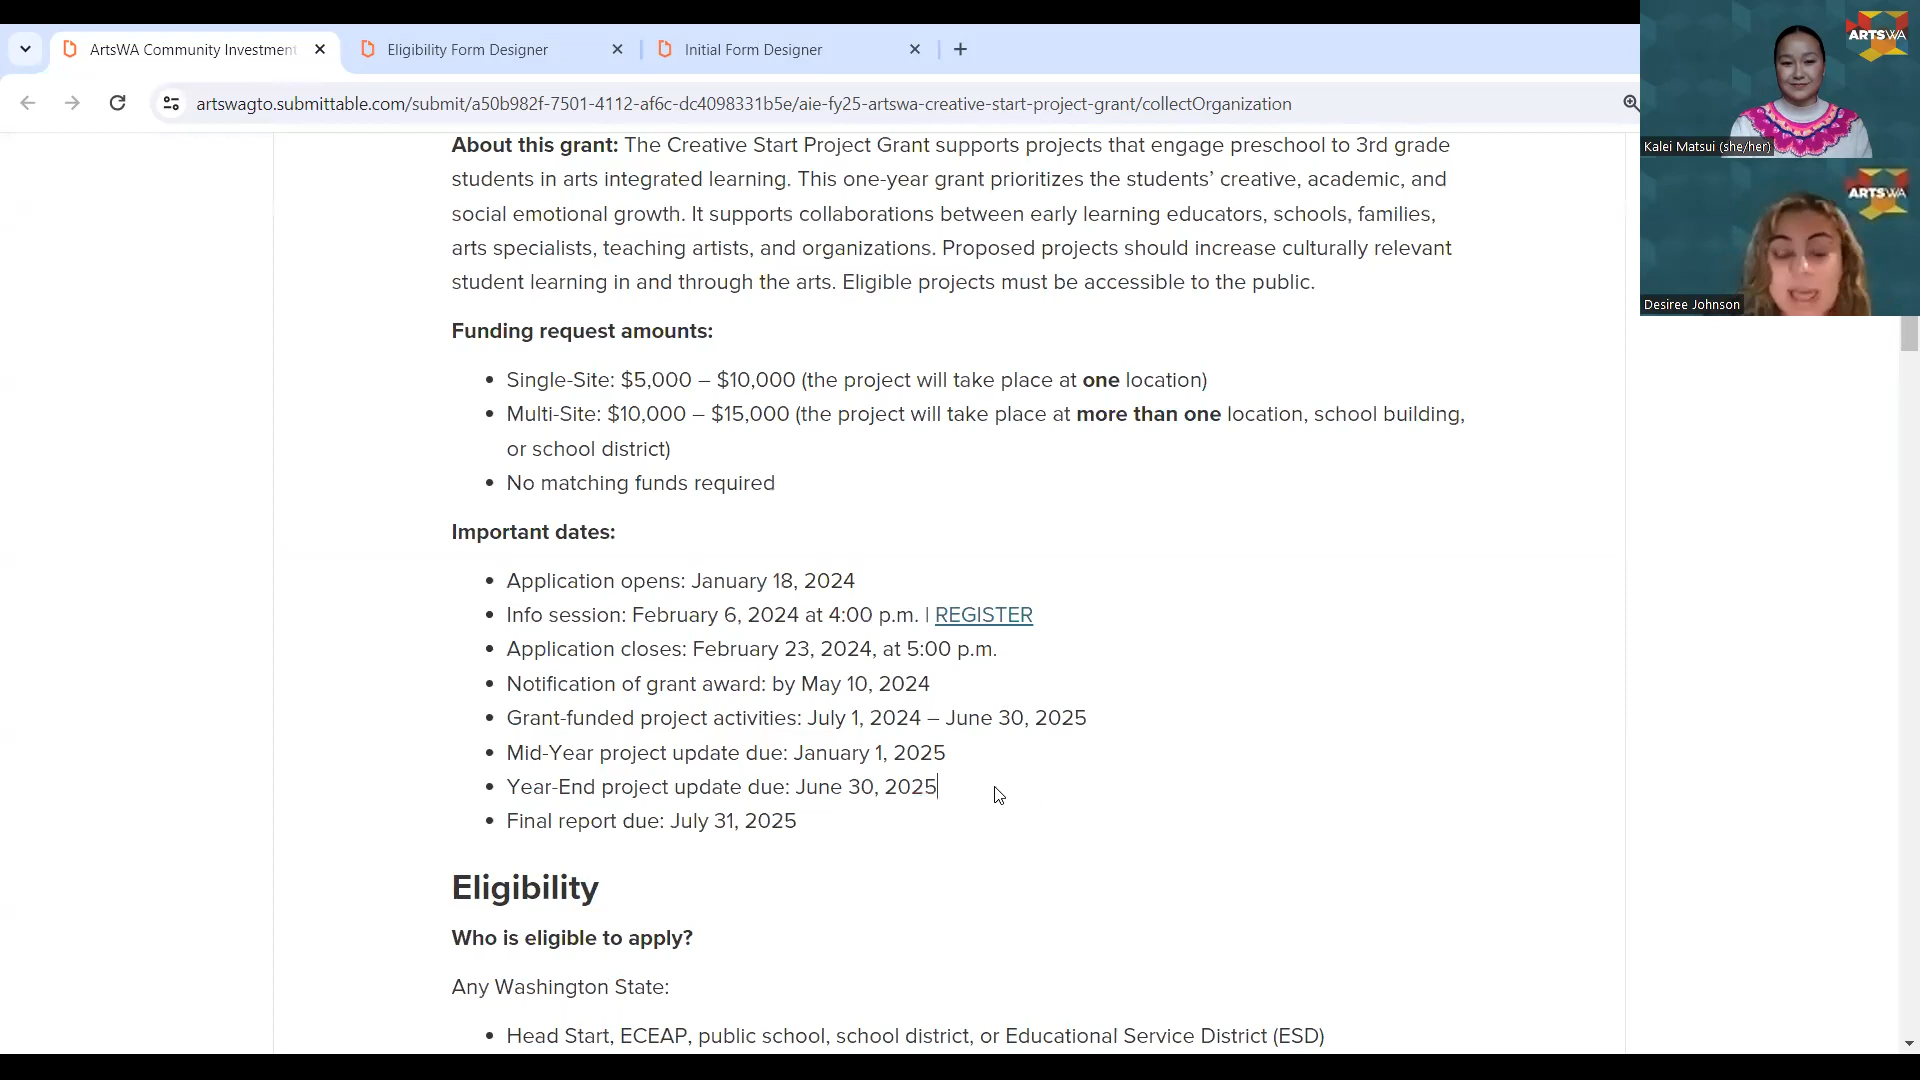 ArtsWA Community Investment
Eligibility Form Designer
Initial Form Designer
artswagto.submittable.com/submit/a50b982f-7501-4112-af6c-dc4098331b5e/aie-fy25-artswa-creative-start-project-grant/collectOrganization
ARTSWA
Kalei Matsui (she/her)
ARTSWA
Desiree Johnson
About this grant: The Creative Start Project Grant supports projects that engage preschool to 3rd grade
students in arts integrated learning. This one-year grant prioritizes the students’ creative, academic, and
social emotional growth. It supports collaborations between early learning educators, schools, families,
arts specialists, teaching artists, and organizations. Proposed projects should increase culturally relevant
student learning in and through the arts. Eligible projects must be accessible to the public.
Funding request amounts:
• Single-Site: $5,000 – $10,000 (the project will take place at one location)
• Multi-Site: $10,000 – $15,000 (the project will take place at more than one location, school building,
or school district)
• No matching funds required
Important dates:
• Application opens: January 18, 2024
• Info session: February 6, 2024 at 4:00 p.m. | REGISTER
• Application closes: February 23, 2024, at 5:00 p.m.
• Notification of grant award: by May 10, 2024
• Grant-funded project activities: July 1, 2024 – June 30, 2025
• Mid-Year project update due: January 1, 2025
• Year-End project update due: June 30, 2025
• Final report due: July 31, 2025
Eligibility
Who is eligible to apply?
Any Washington State:
• Head Start, ECEAP, public school, school district, or Educational Service District (ESD)